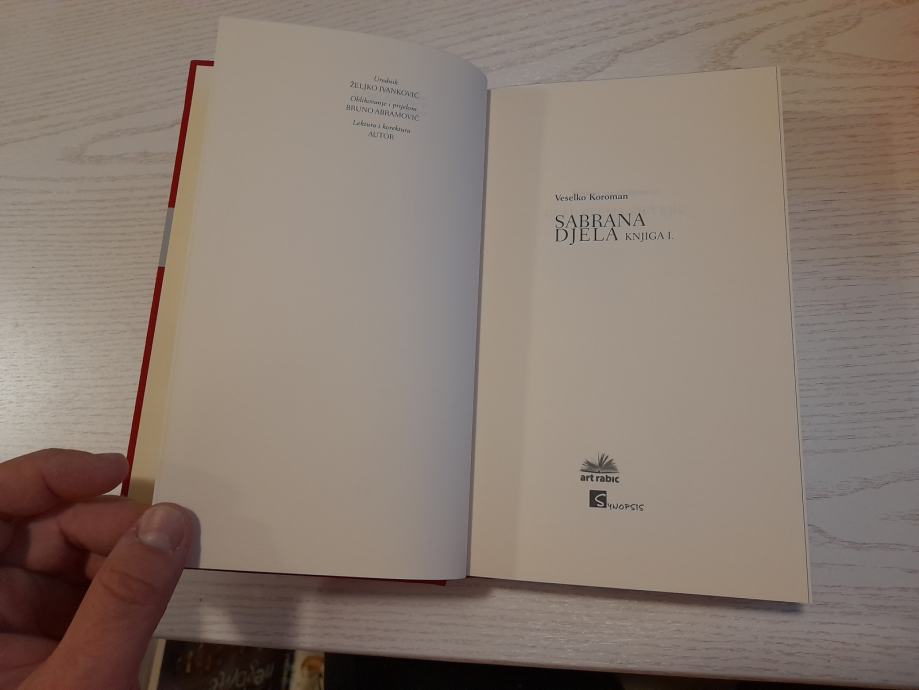 Urednik
ŽELJKO IVANKOVIĆ
Oblikovanje i prijelom
BRUNO ABRAMOVIĆ
Lektura i korektura
AUTOR
Veselko Koroman
SABRANA
DJELA KNJIGA I.
art rabic
SYNOPSIS